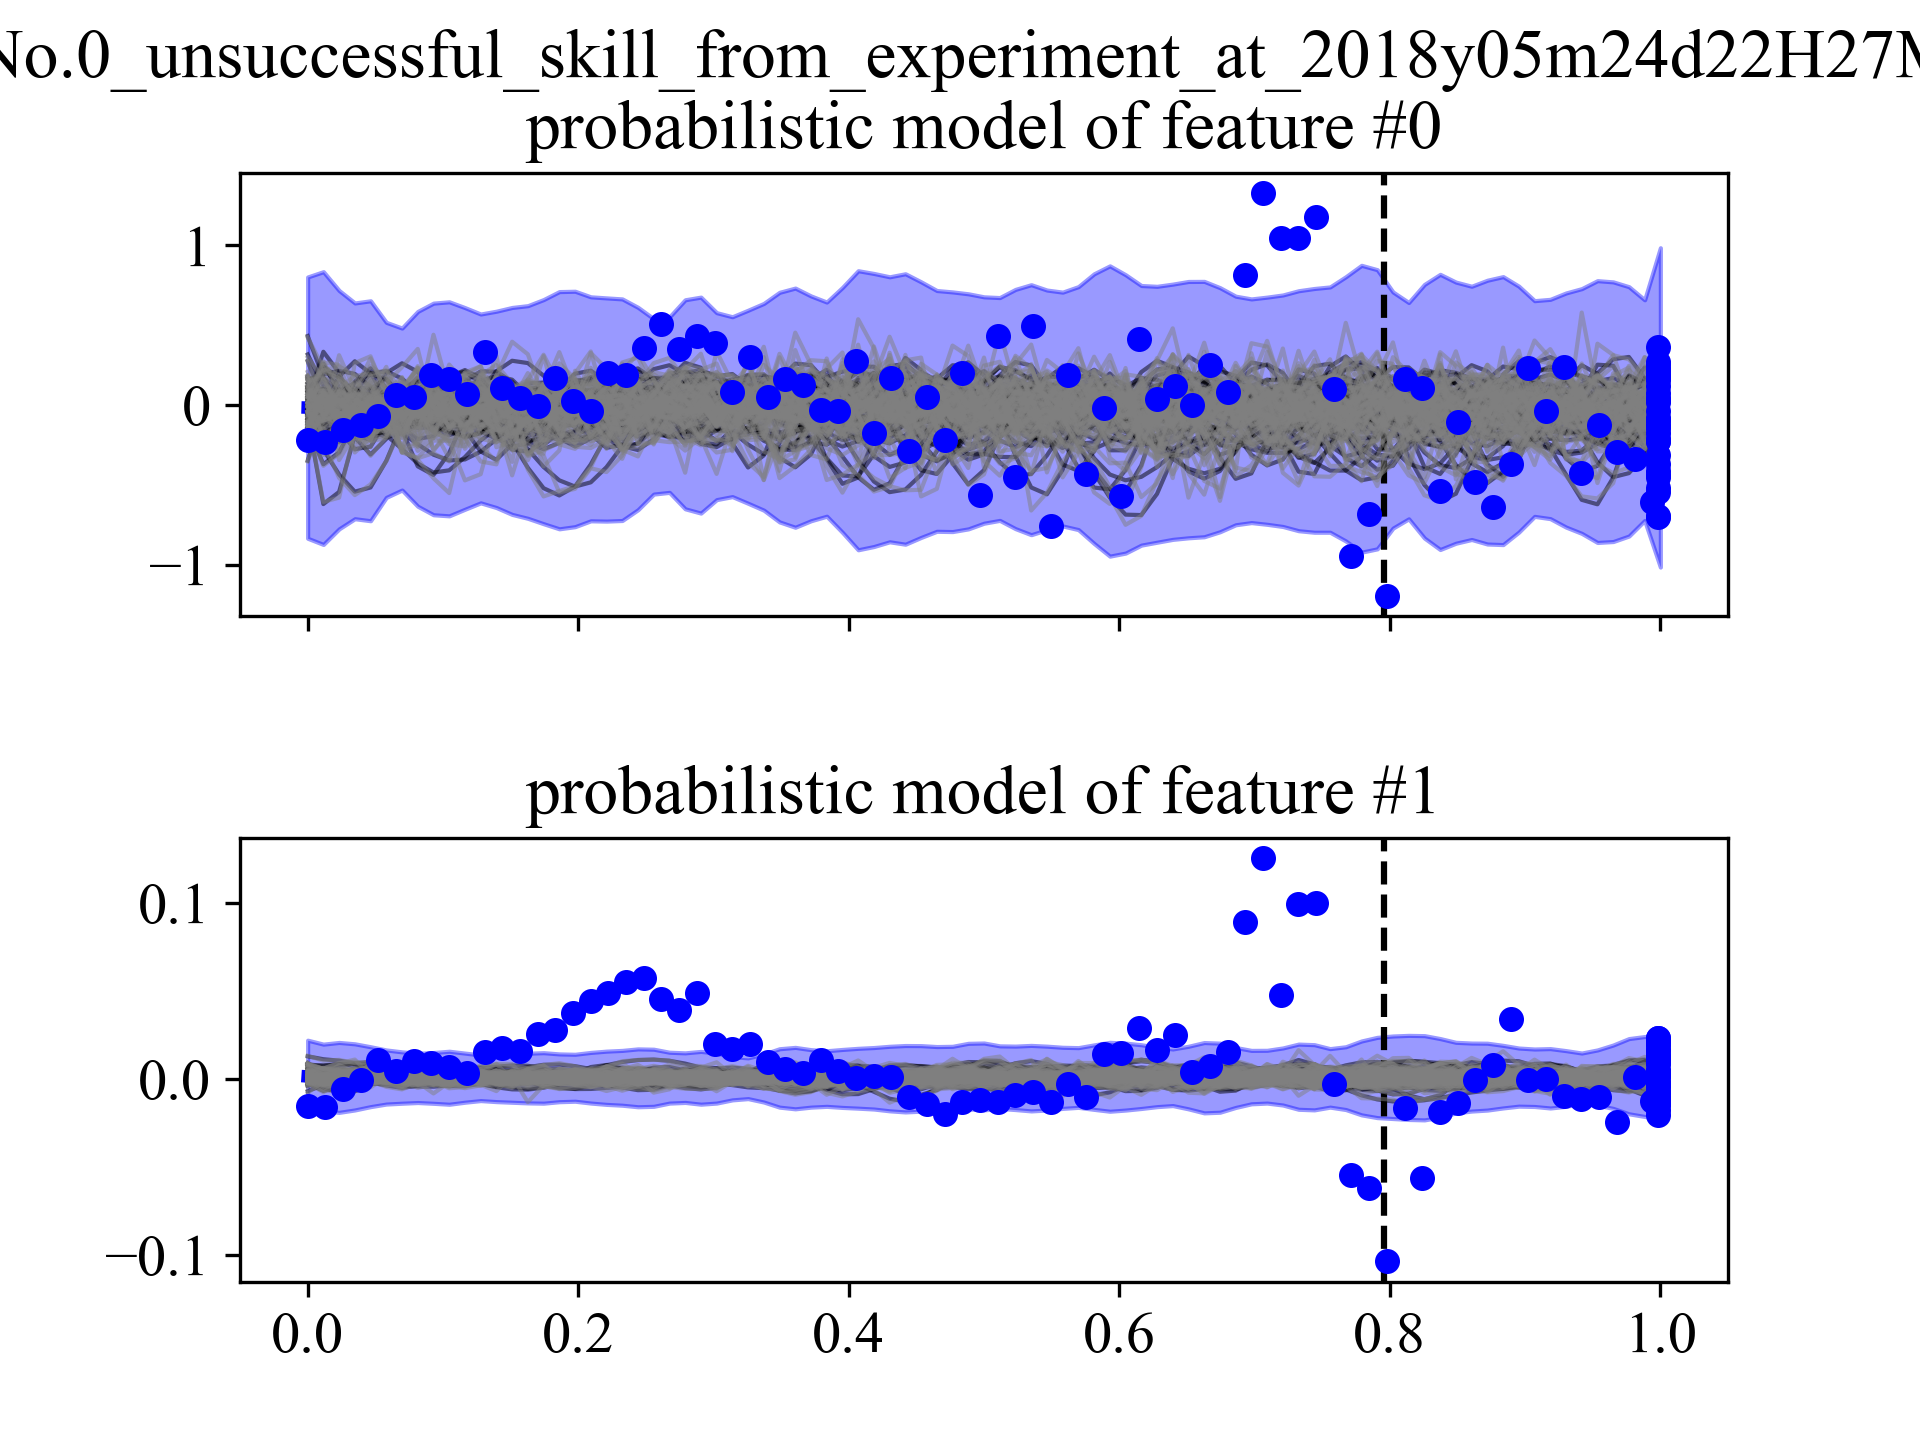 No.0_unsuccessful_skill_from_experiment_at_2018y05m24d22H27M
probabilistic model of feature #0
1
0
−1
probabilistic model of feature #1
0.1
0.0
−0.1
0.0 0.2 0.4 0.6 0.8 1.0